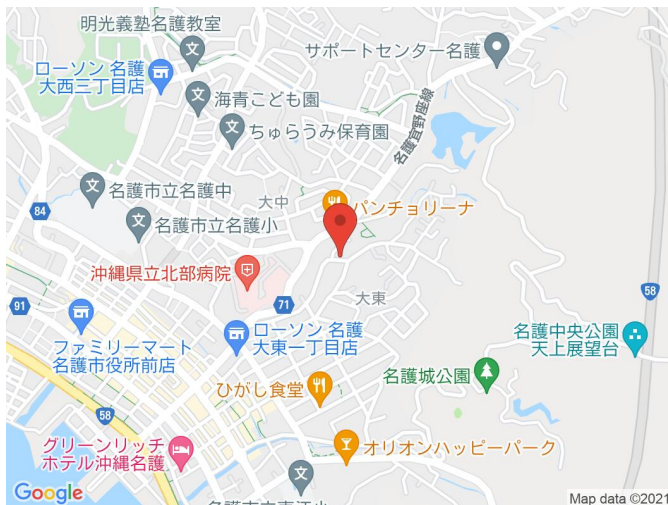 明光義塾名護教室
サポートセンター名護
ローソン 名護
大西三丁目店
海青こども園
ちゅらうみ保育園
名護宜野座線
名護市立名護中
大中
パンチョリーナ
84
名護市立名護小
沖縄県立北部病院
71
大東
58
91
ファミリーマート
名護市役所前店
ローソン 名護
大東一丁目店
名護中央公園
天上展望台
ひがし食堂
名護城公園
58
グリーンリッチ
ホテル沖縄名護
オリオンハッピーパーク
名護市立東江小
Google
Map data ©2021